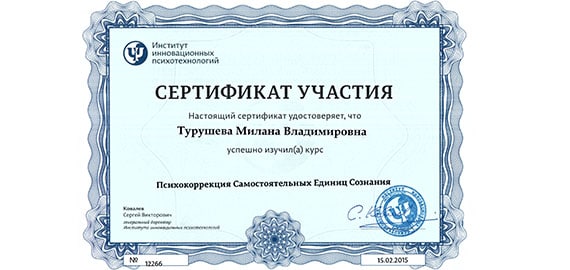 Институт
инновационных
психотехнологий
СЕРТИФИКАТ УЧАСТИЯ
Настоящий сертификат удостоверяет, что
Турушева Милана Владимировна
успешно изучил(а) курс
Психокоррекция Самостоятельных Единиц Сознания
Ковалев
Сергей Викторович
генеральный директор
Института инновационных психотехнологий
№ 12266
15.02.2015